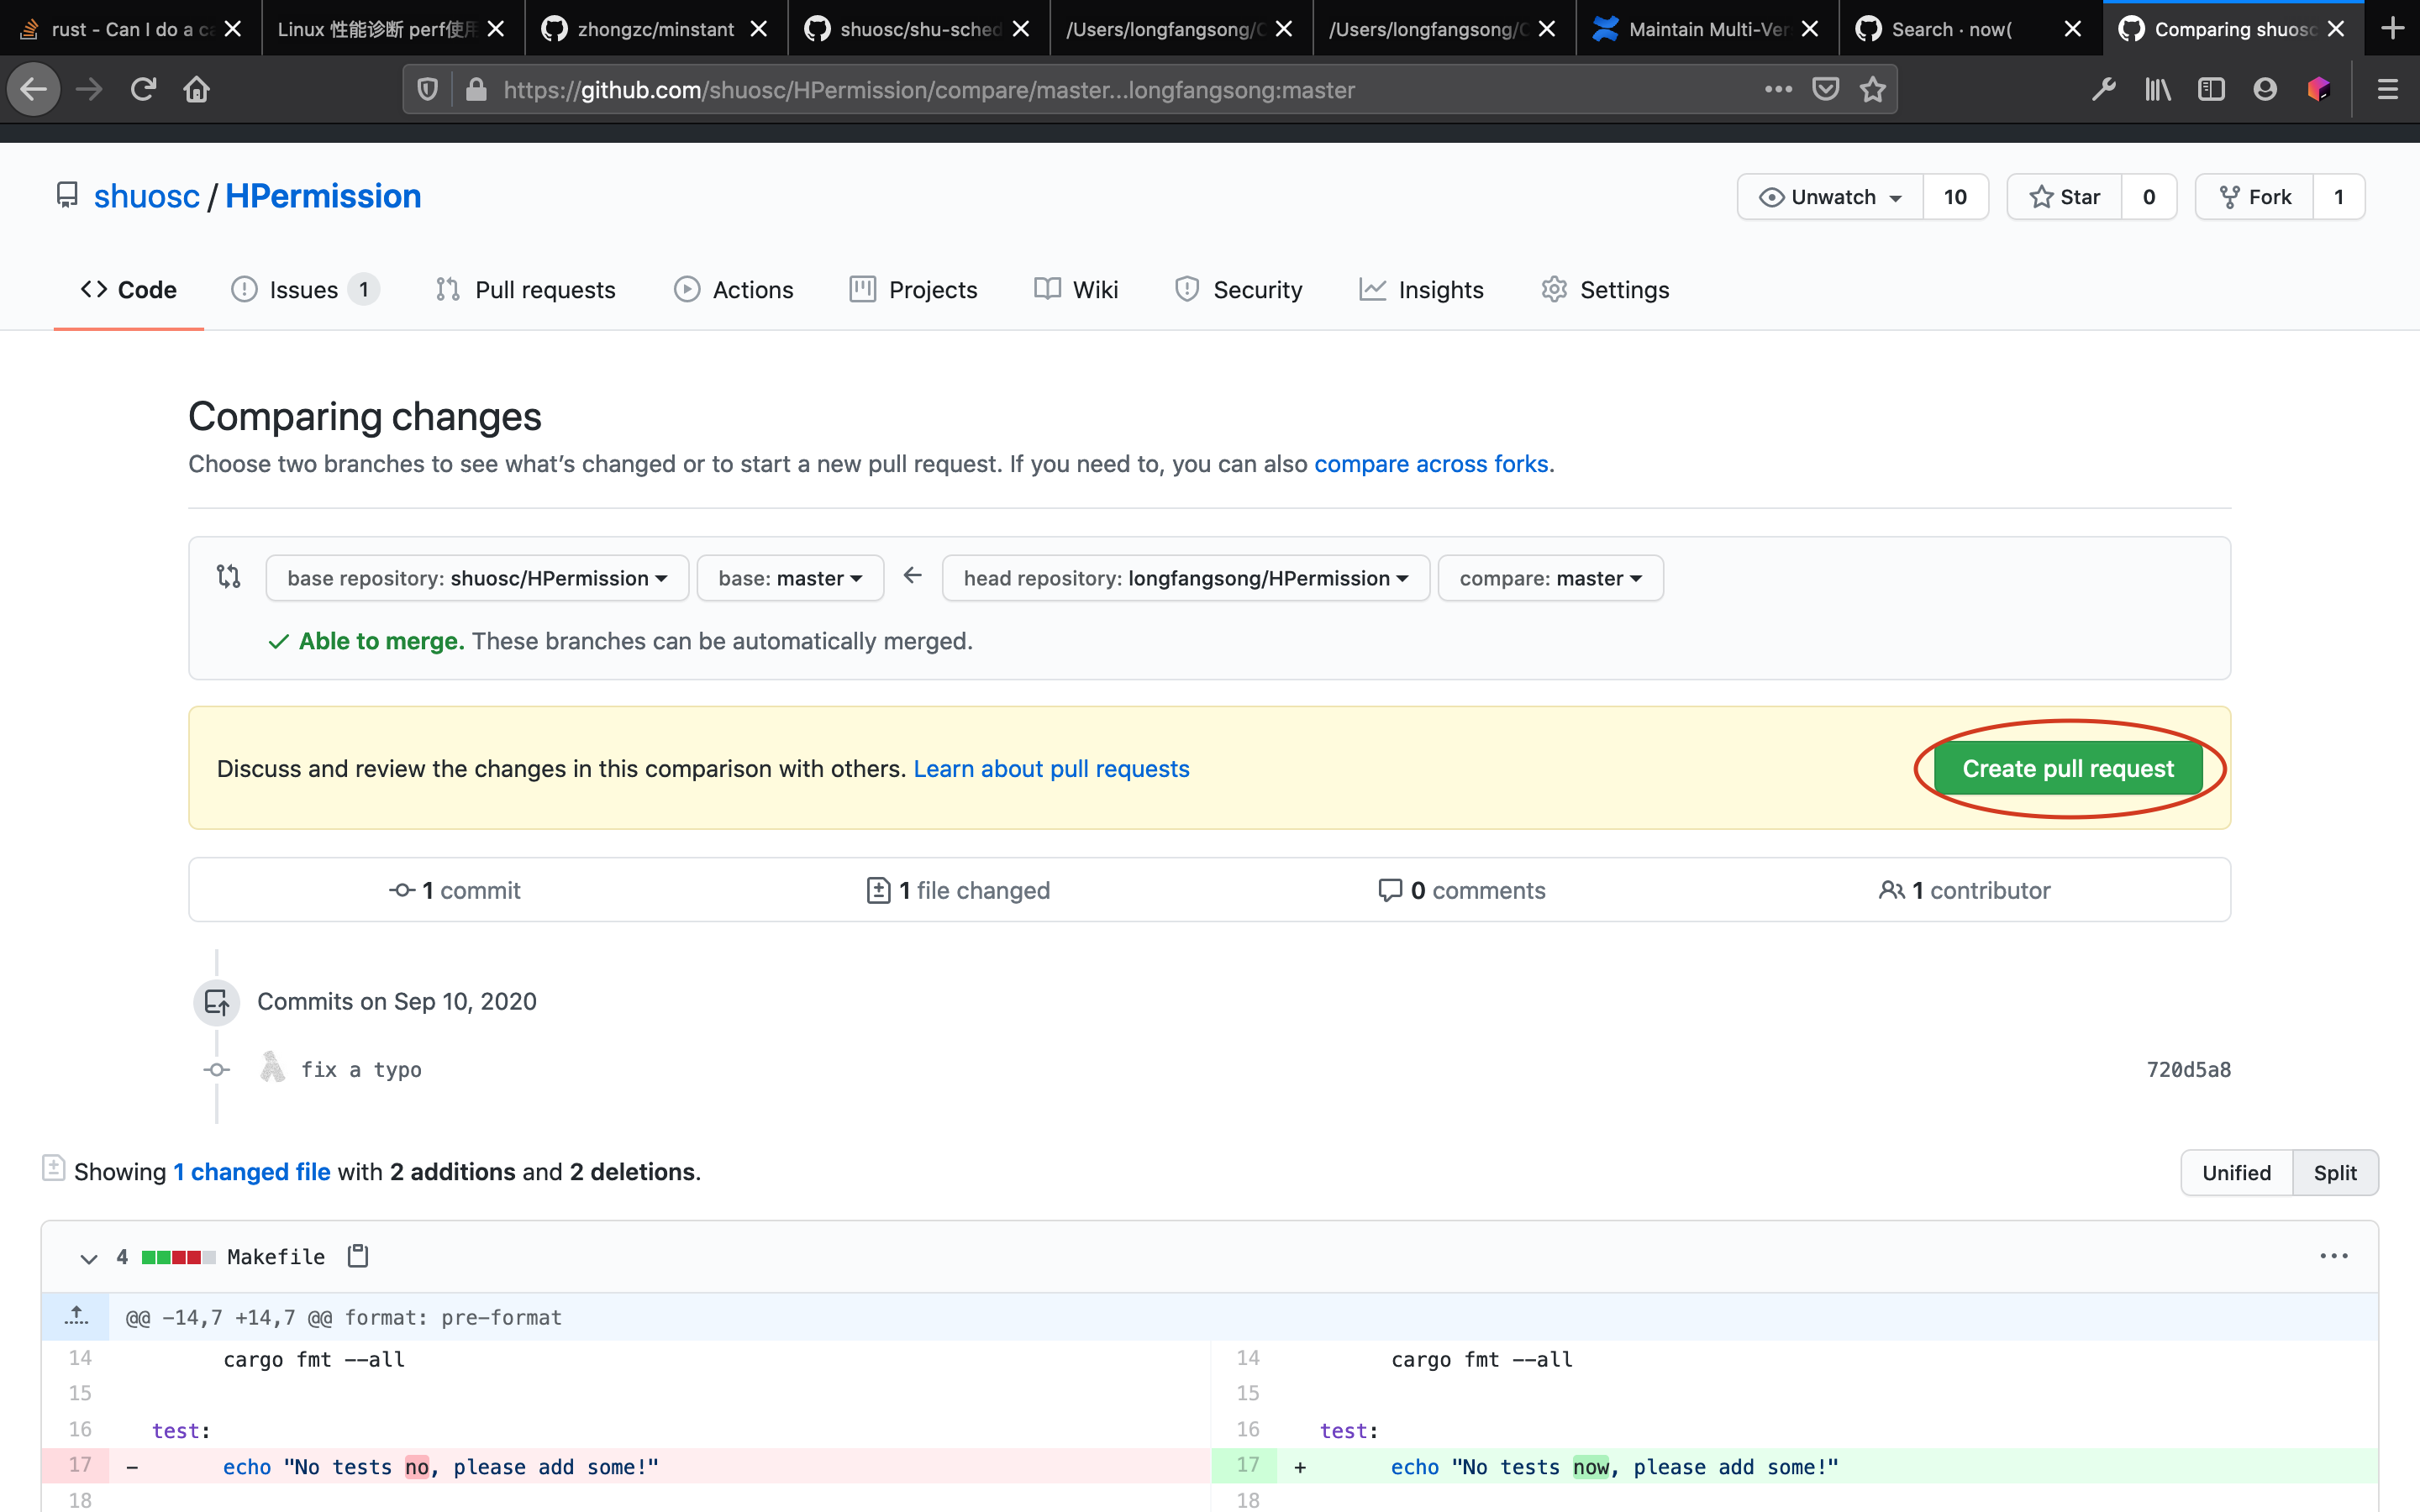 rust - Can I do a ca
Linux 性能诊断 perf使用
zhongzc/minstant
shuosc/shu-sched
/Users/longfangsong/C
/Users/longfangsong/C
Maintain Multi-Ver
Search · now(
Comparing shuosc
https://github.com/shuosc/HPermission/compare/master...longfangsong:master
shuosc / HPermission
Unwatch 10
Star 0
Fork 1
Code
Issues 1
Pull requests
Actions
Projects
Wiki
Security
Insights
Settings
Comparing changes
Choose two branches to see what’s changed or to start a new pull request. If you need to, you can also compare across forks.
base repository: shuosc/HPermission
base: master
head repository: longfangsong/HPermission
compare: master
Able to merge. These branches can be automatically merged.
Discuss and review the changes in this comparison with others. Learn about pull requests
Create pull request
1 commit
1 file changed
0 comments
1 contributor
Commits on Sep 10, 2020
fix a typo
720d5a8
Showing 1 changed file with 2 additions and 2 deletions.
Unified
Split
4 Makefile
@@ -14,7 +14,7 @@ format: pre-format
14 cargo fmt --all
14 cargo fmt --all
15
15
16 test:
16 test:
17 - echo "No tests no, please add some!"
17 + echo "No tests now, please add some!"
18
18